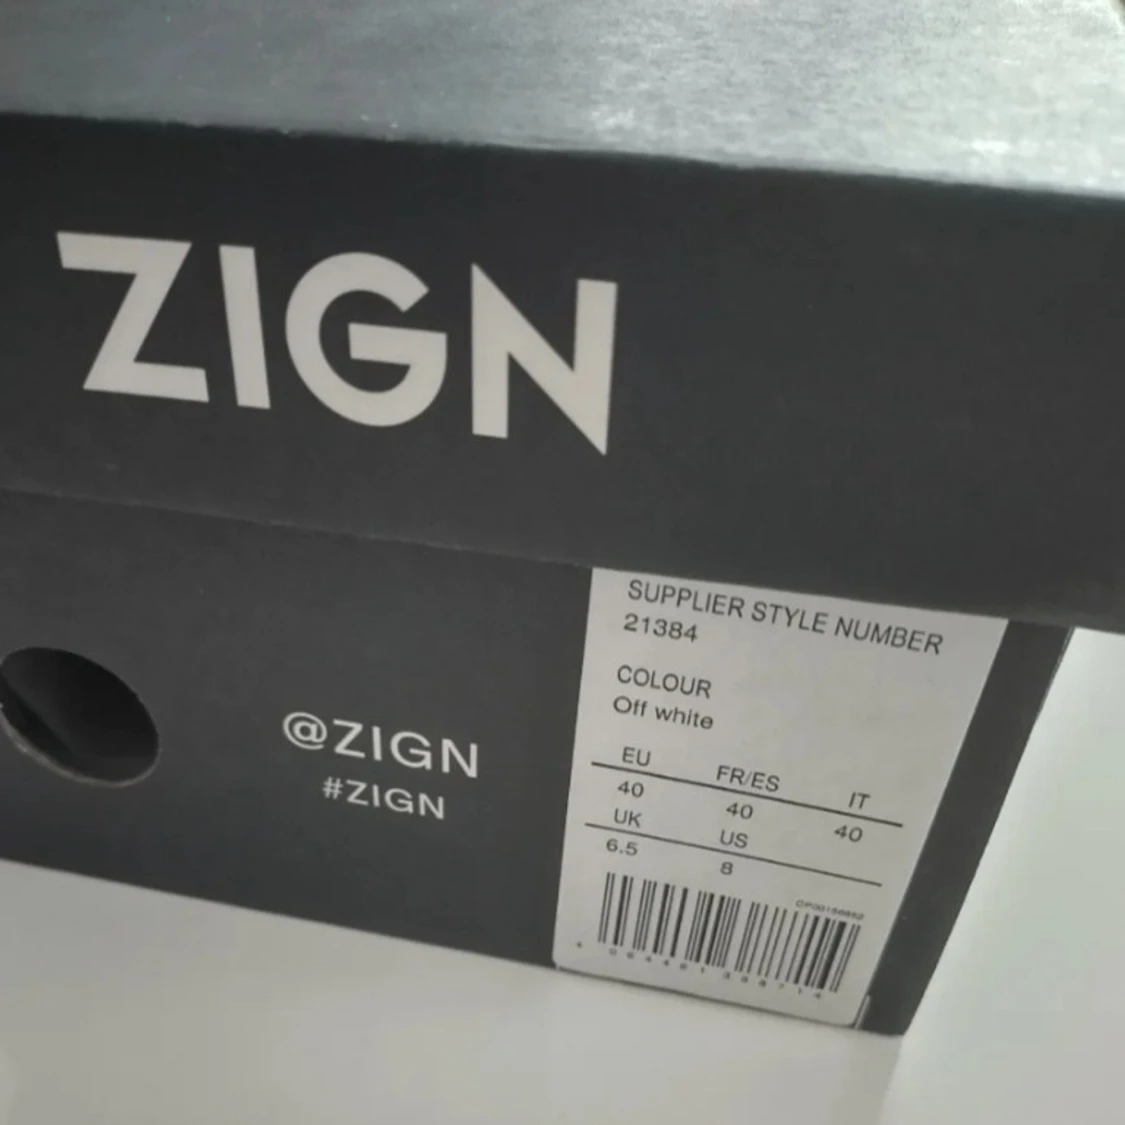 ZIGN
@ZIGN
#ZIGN
SUPPLIER STYLE NUMBER
21384
COLOUR
Off white
EU FR/ES IT
40 40 40
UK US
6.5 8